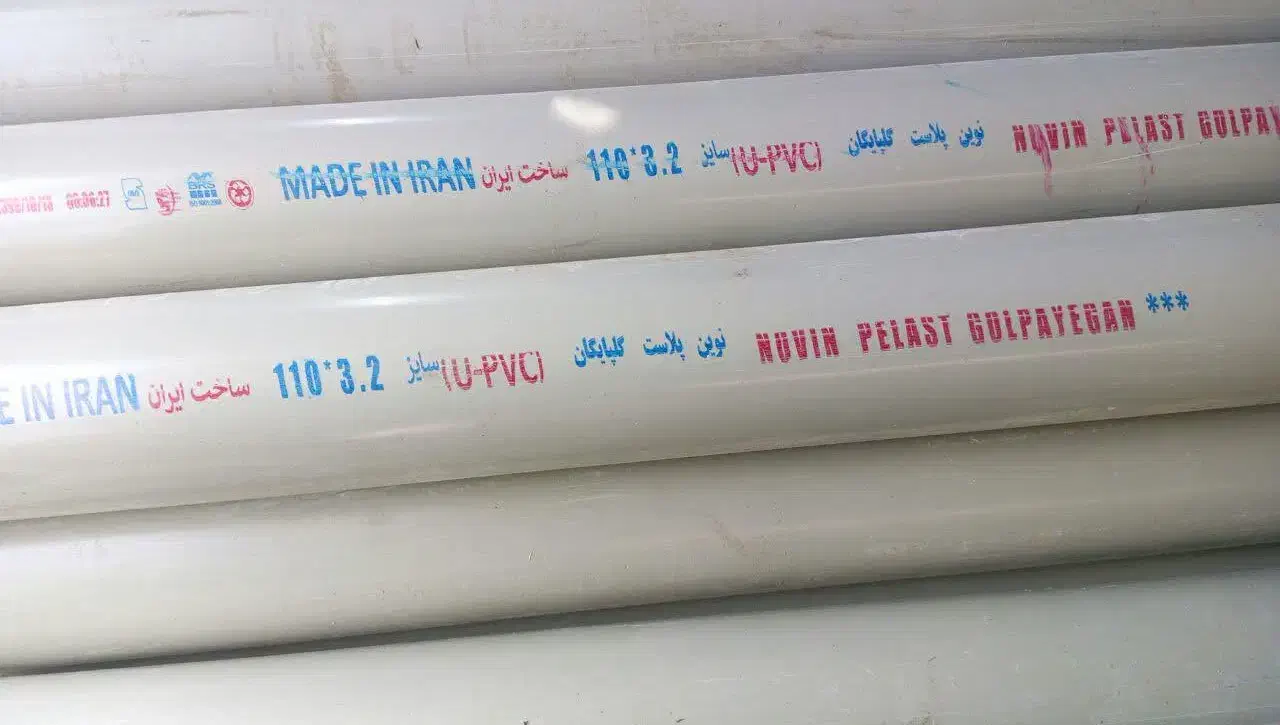 MADE IN IRAN ساخت ایران 110*3.2 سایز (U-PVC) نوین پلاست گلپایگان NOVIN PELAST GOLPAY
E IN IRAN ساخت ایران 110*3.2 سایز (U-PVC) نوین پلاست گلپایگان NOVIN PELAST GOLPAYEGAN ***